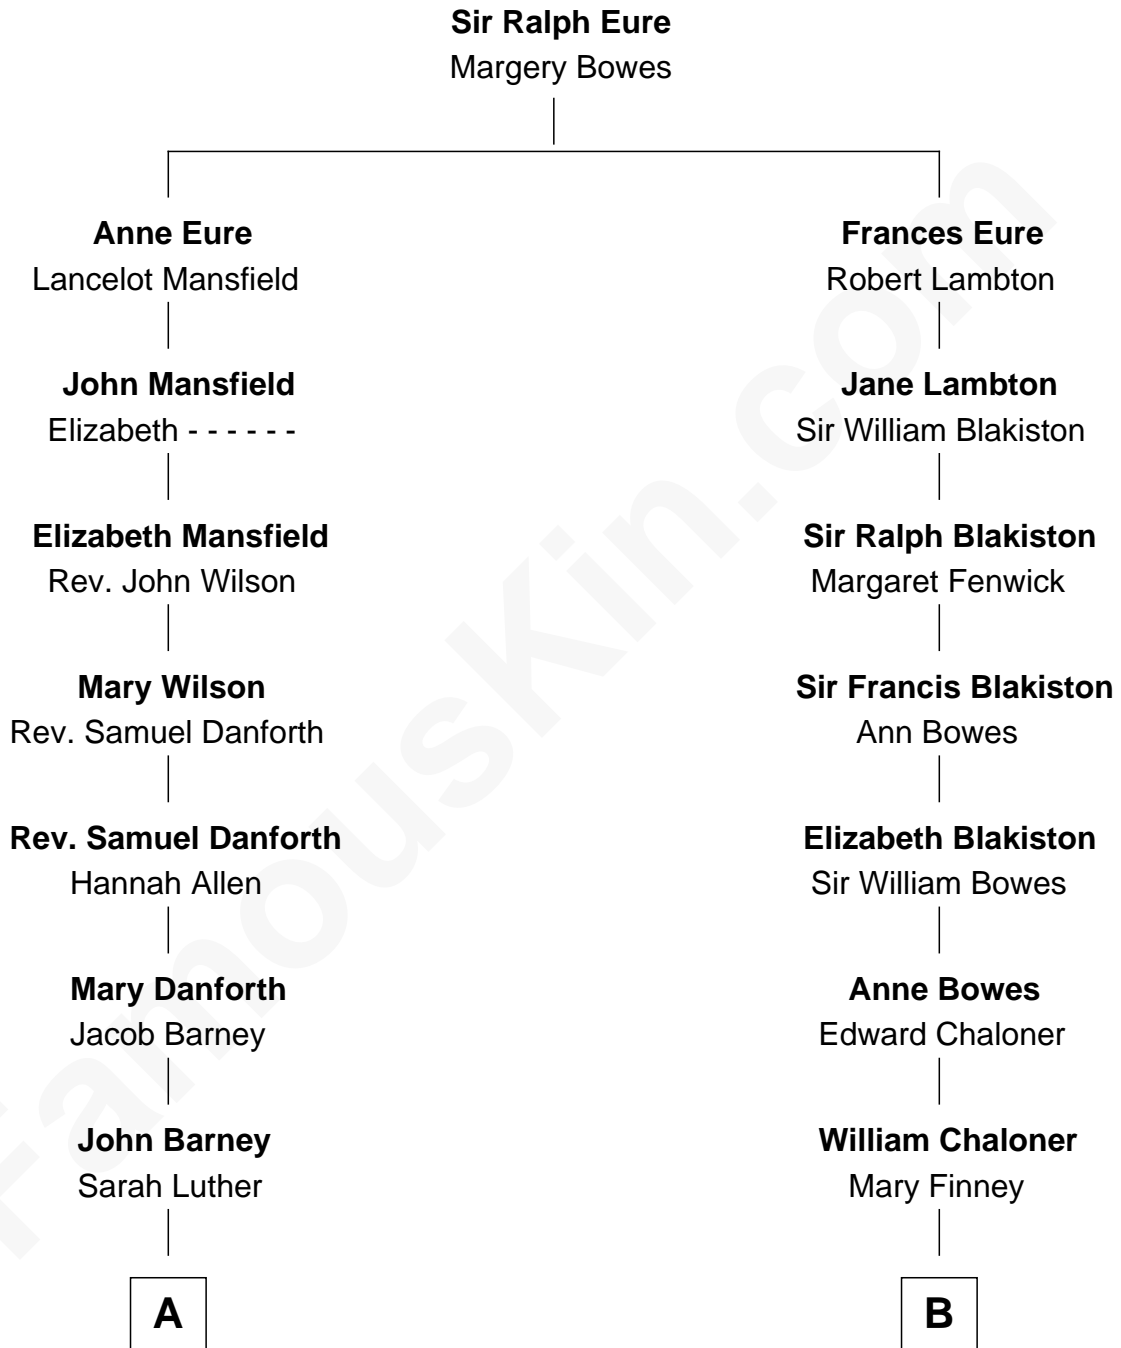 Sir Ralph Eure
Margery Bowes
Anne Eure
Lancelot Mansfield
Frances Eure
Robert Lambton
John Mansfield
Elizabeth - - - - - -
Jane Lambton
Sir William Blakiston
Elizabeth Mansfield
Rev. John Wilson
Sir Ralph Blakiston
Margaret Fenwick
Mary Wilson
Rev. Samuel Danforth
Sir Francis Blakiston
Ann Bowes
Rev. Samuel Danforth
Hannah Allen
Elizabeth Blakiston
Sir William Bowes
Mary Danforth
Jacob Barney
Anne Bowes
Edward Chaloner
John Barney
Sarah Luther
William Chaloner
Mary Finney
A
B
FamousKin.com